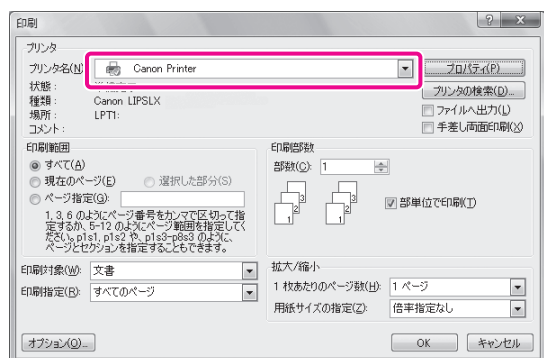 印刷
プリンタ
プリンタ名(N)
Canon Printer
プロパティ(P)
状態:
プリンタの検索(D)...
種類: Canon LIPSLX
場所: LPT1:
ファイルへ出力(L)
コメント:
手差し両面印刷(X)
印刷範囲
すべて(A)
現在のページ(E) 選択した部分(S)
ページ指定(G):
1,3,6 のようにページ番号をカンマで区切って指
定するか、5-12 のようにページ範囲を指定してく
ださい。p1s1, p1s2 や、p1s3-p8s3 のように、
ページとセクションを指定することもできます。
印刷部数
部数(C): 1
1 2 3
1 2 3
部単位で印刷(T)
印刷対象(W): 文書
印刷指定(R): すべてのページ
拡大/縮小
1 枚あたりのページ数(H): 1 ページ
用紙サイズの指定(Z): 倍率指定なし
オプション(O)...
OK キャンセル